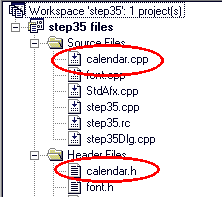 Workspace 'step35': 1 project(s)
step35 files
Source Files
calendar.cpp
font.cpp
StdAfx.cpp
step35.cpp
step35.rc
step35Dlg.cpp
Header Files
calendar.h
font.h